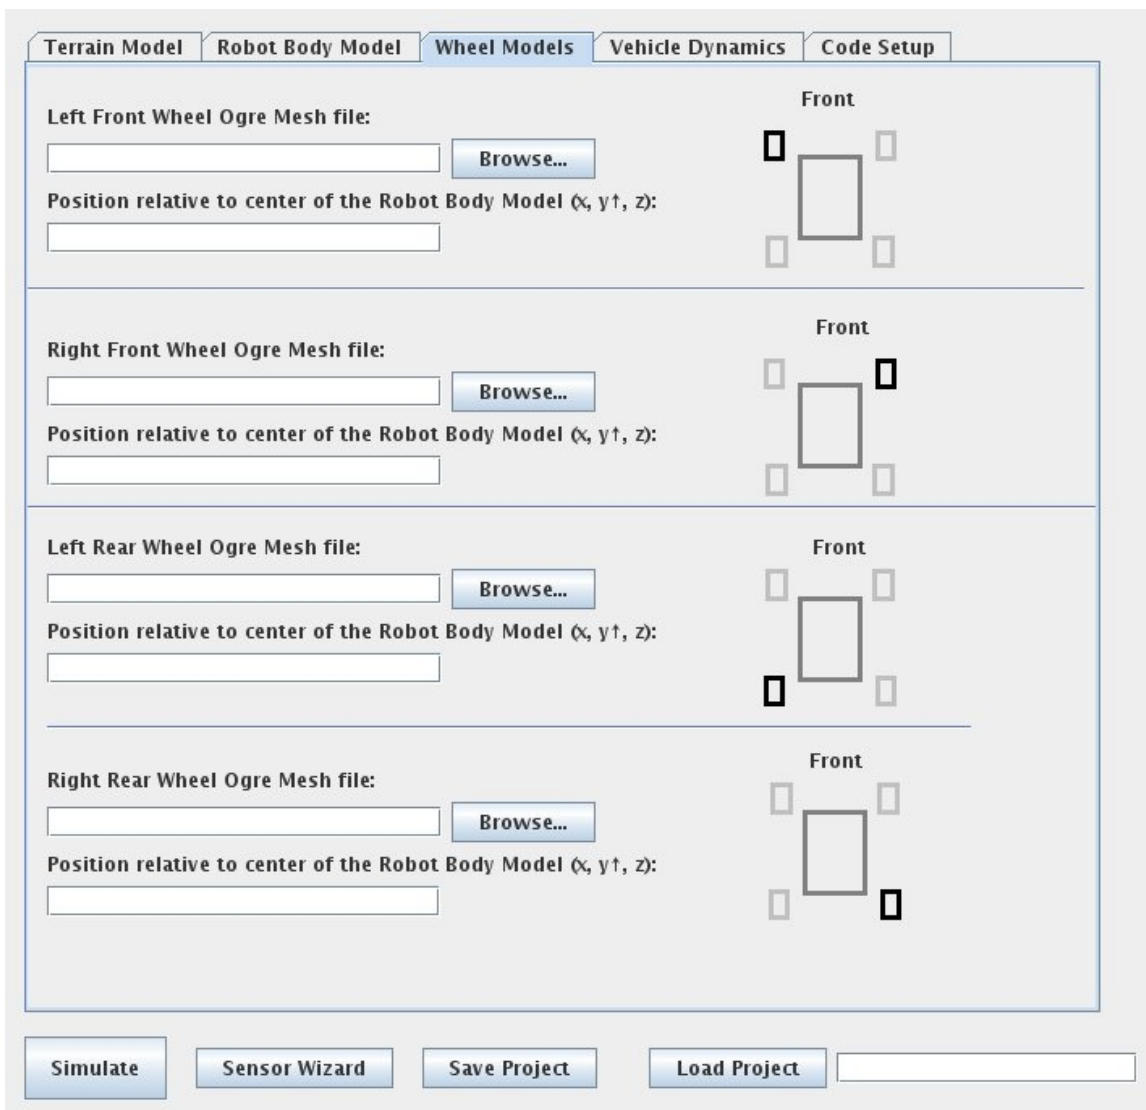 Terrain Model Robot Body Model Wheel Models Vehicle Dynamics Code Setup
Front
Left Front Wheel Ogre Mesh file:
Browse...
Position relative to center of the Robot Body Model (x, y↑, z):
Front
Right Front Wheel Ogre Mesh file:
Browse...
Position relative to center of the Robot Body Model (x, y↑, z):
Left Rear Wheel Ogre Mesh file:
Front
Browse...
Position relative to center of the Robot Body Model (x, y↑, z):
Front
Right Rear Wheel Ogre Mesh file:
Browse...
Position relative to center of the Robot Body Model (x, y↑, z):
Simulate Sensor Wizard Save Project Load Project